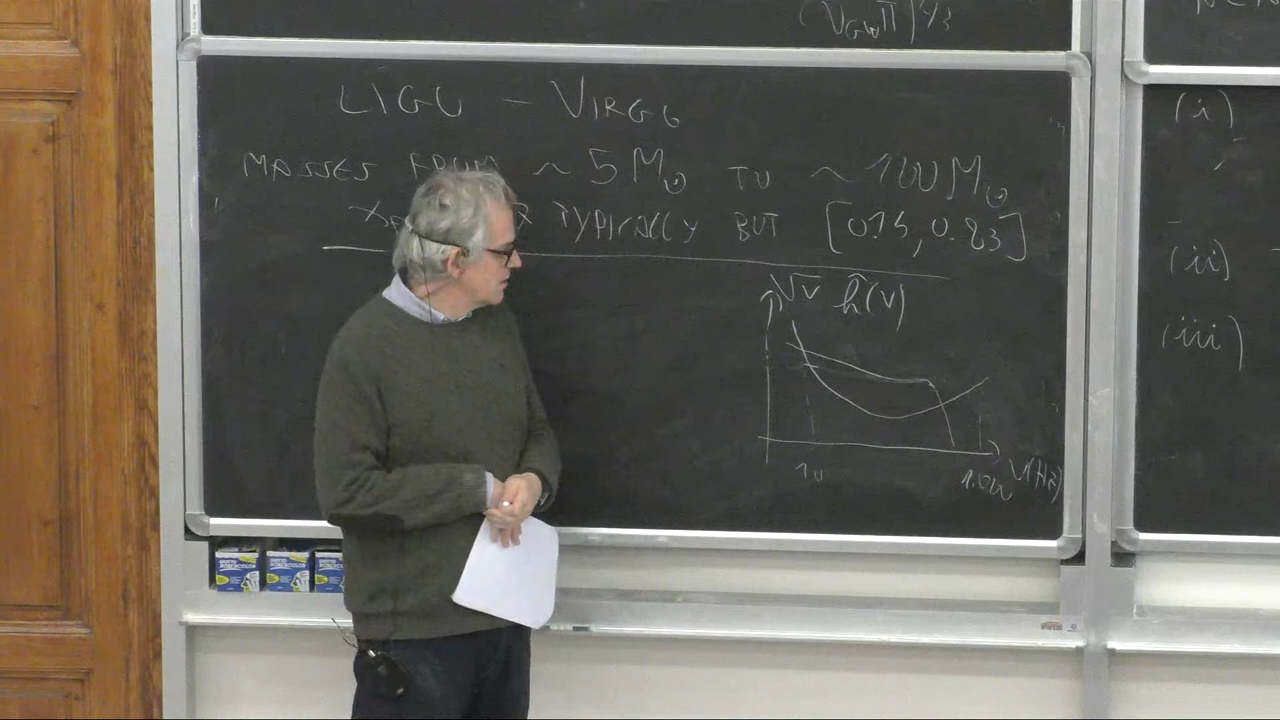 (ν_GW π)^2/3
LIGO – VIRGO
MASSES FROM ~ 5 M⊙ TO ~ 100 M⊙
TYPICALLY BUT [0.75, 0.83]
√ν h̃(ν)
10
1000 ν(Hz)
(i)
(ii)
(iii)